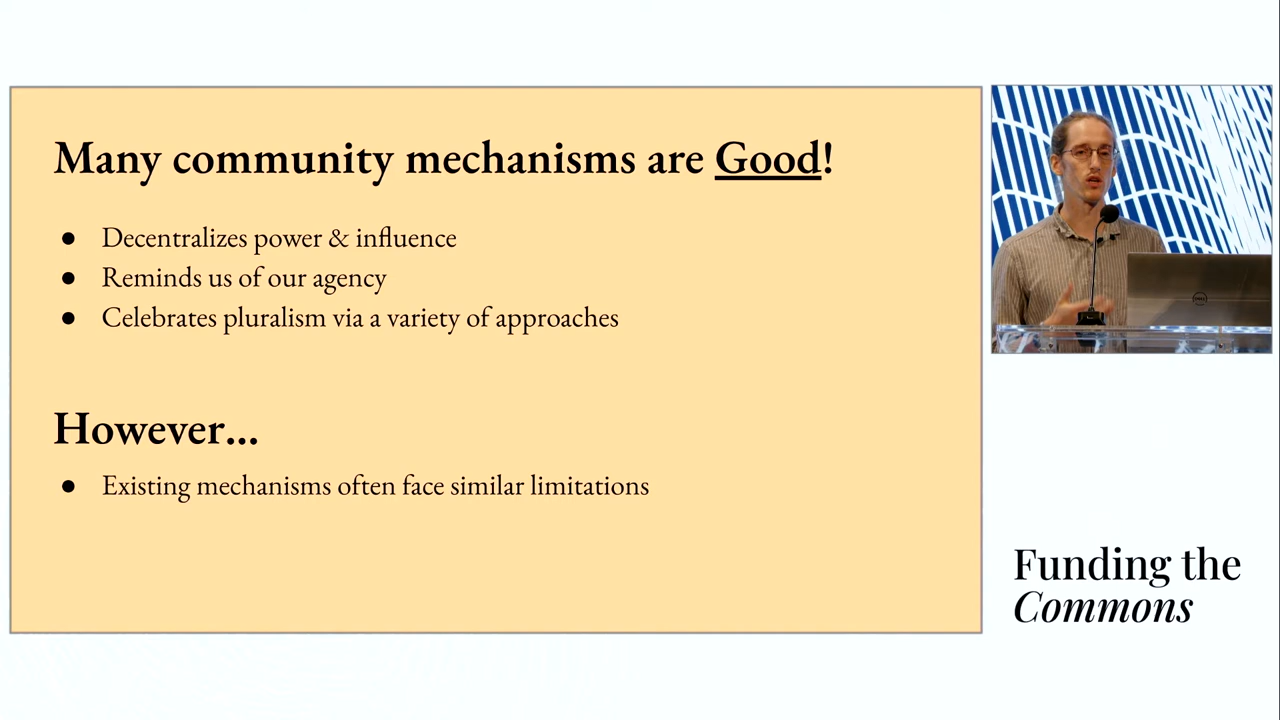 Many community mechanisms are Good!
● Decentralizes power & influence
● Reminds us of our agency
● Celebrates pluralism via a variety of approaches
However...
● Existing mechanisms often face similar limitations
DELL
Funding the
Commons